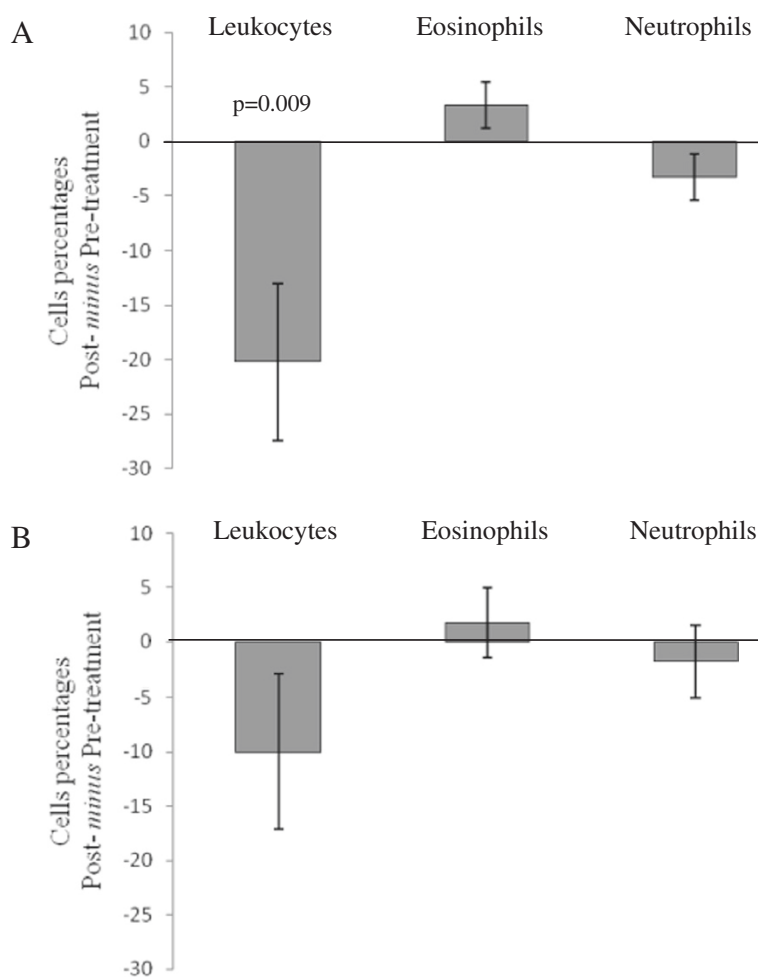 A
Leukocytes Eosinophils Neutrophils
p=0.009
10
5
0
-5
-10
-15
-20
-25
-30
Cells percentages
Post- minus Pre-treatment
B
Leukocytes Eosinophils Neutrophils
10
5
0
-5
-10
-15
-20
-25
-30
Cells percentages
Post- minus Pre-treatment